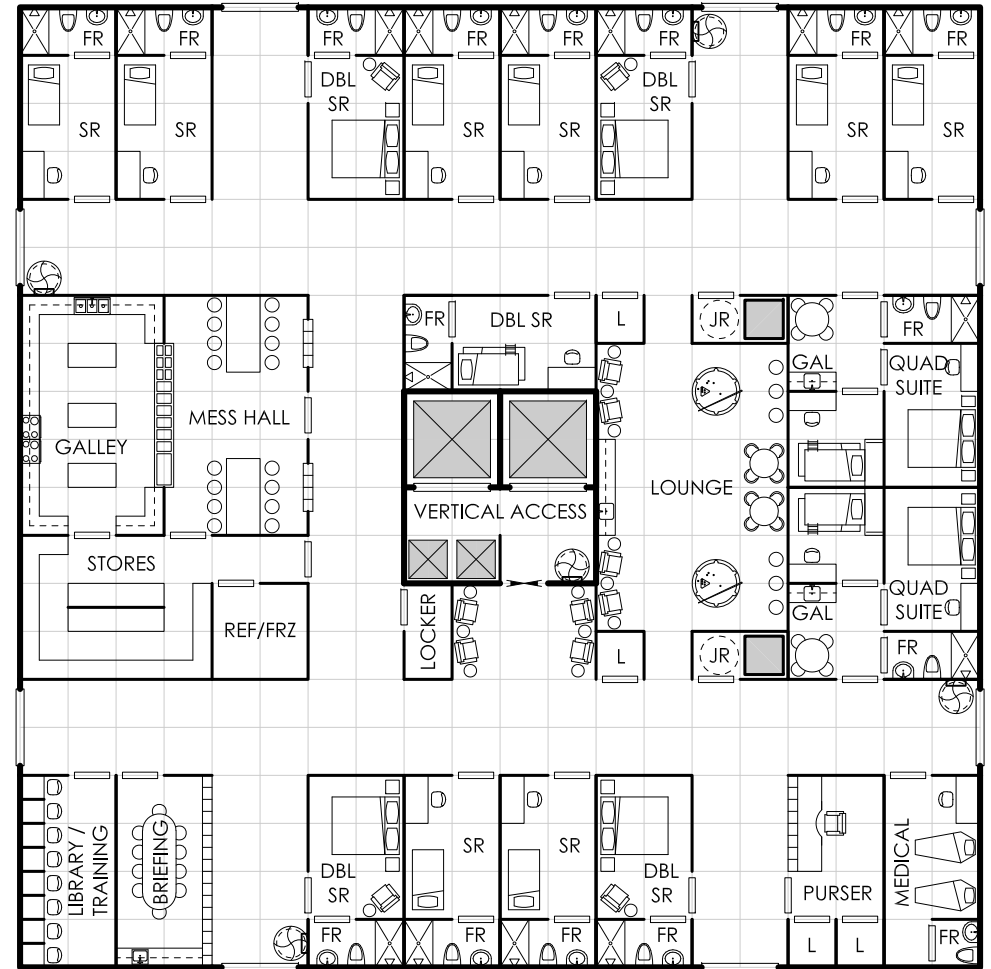 FR
FR
FR
FR
FR
FR
FR
FR
DBL
SR
DBL
SR
SR
SR
SR
SR
SR
SR
FR
DBL SR
L
JR
FR
GAL
QUAD
SUITE
MESS HALL
GALLEY
LOUNGE
VERTICAL ACCESS
STORES
QUAD
SUITE
GAL
REF/FRZ
LOCKER
L
JR
FR
LIBRARY /
TRAINING
BRIEFING
DBL
SR
SR
SR
DBL
SR
PURSER
MEDICAL
FR
FR
FR
FR
L
L
FR